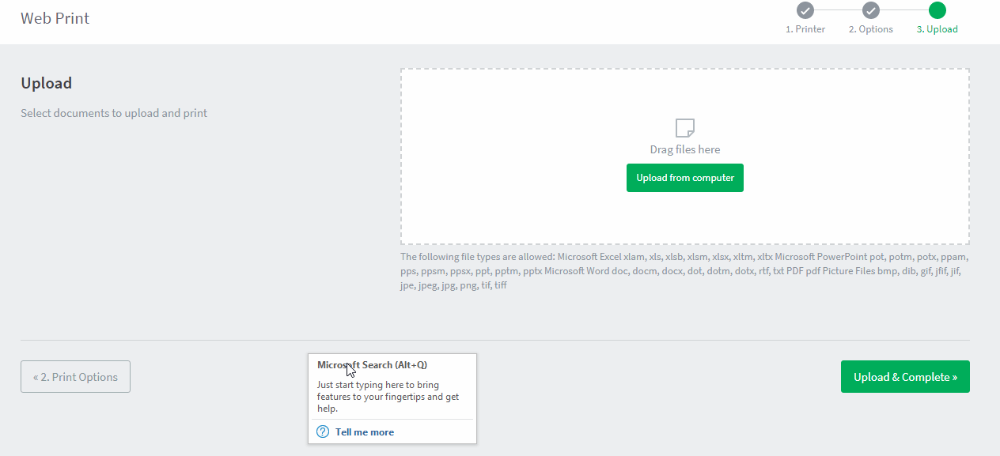 Web Print
1. Printer
2. Options
3. Upload
Upload
Select documents to upload and print
Drag files here
Upload from computer
The following file types are allowed: Microsoft Excel xlam, xls, xlsb, xlsm, xlsx, xltm, xltx Microsoft PowerPoint pot, potm, potx, ppam,
pps, ppsm, ppsx, ppt, pptm, pptx Microsoft Word doc, docm, docx, dot, dotm, dotx, rtf, txt PDF pdf Picture Files bmp, dib, gif, jfif, jif,
jpe, jpeg, jpg, png, tif, tiff
« 2. Print Options
Microsoft Search (Alt+Q)
Just start typing here to bring
features to your fingertips and get
help.
Tell me more
Upload & Complete »